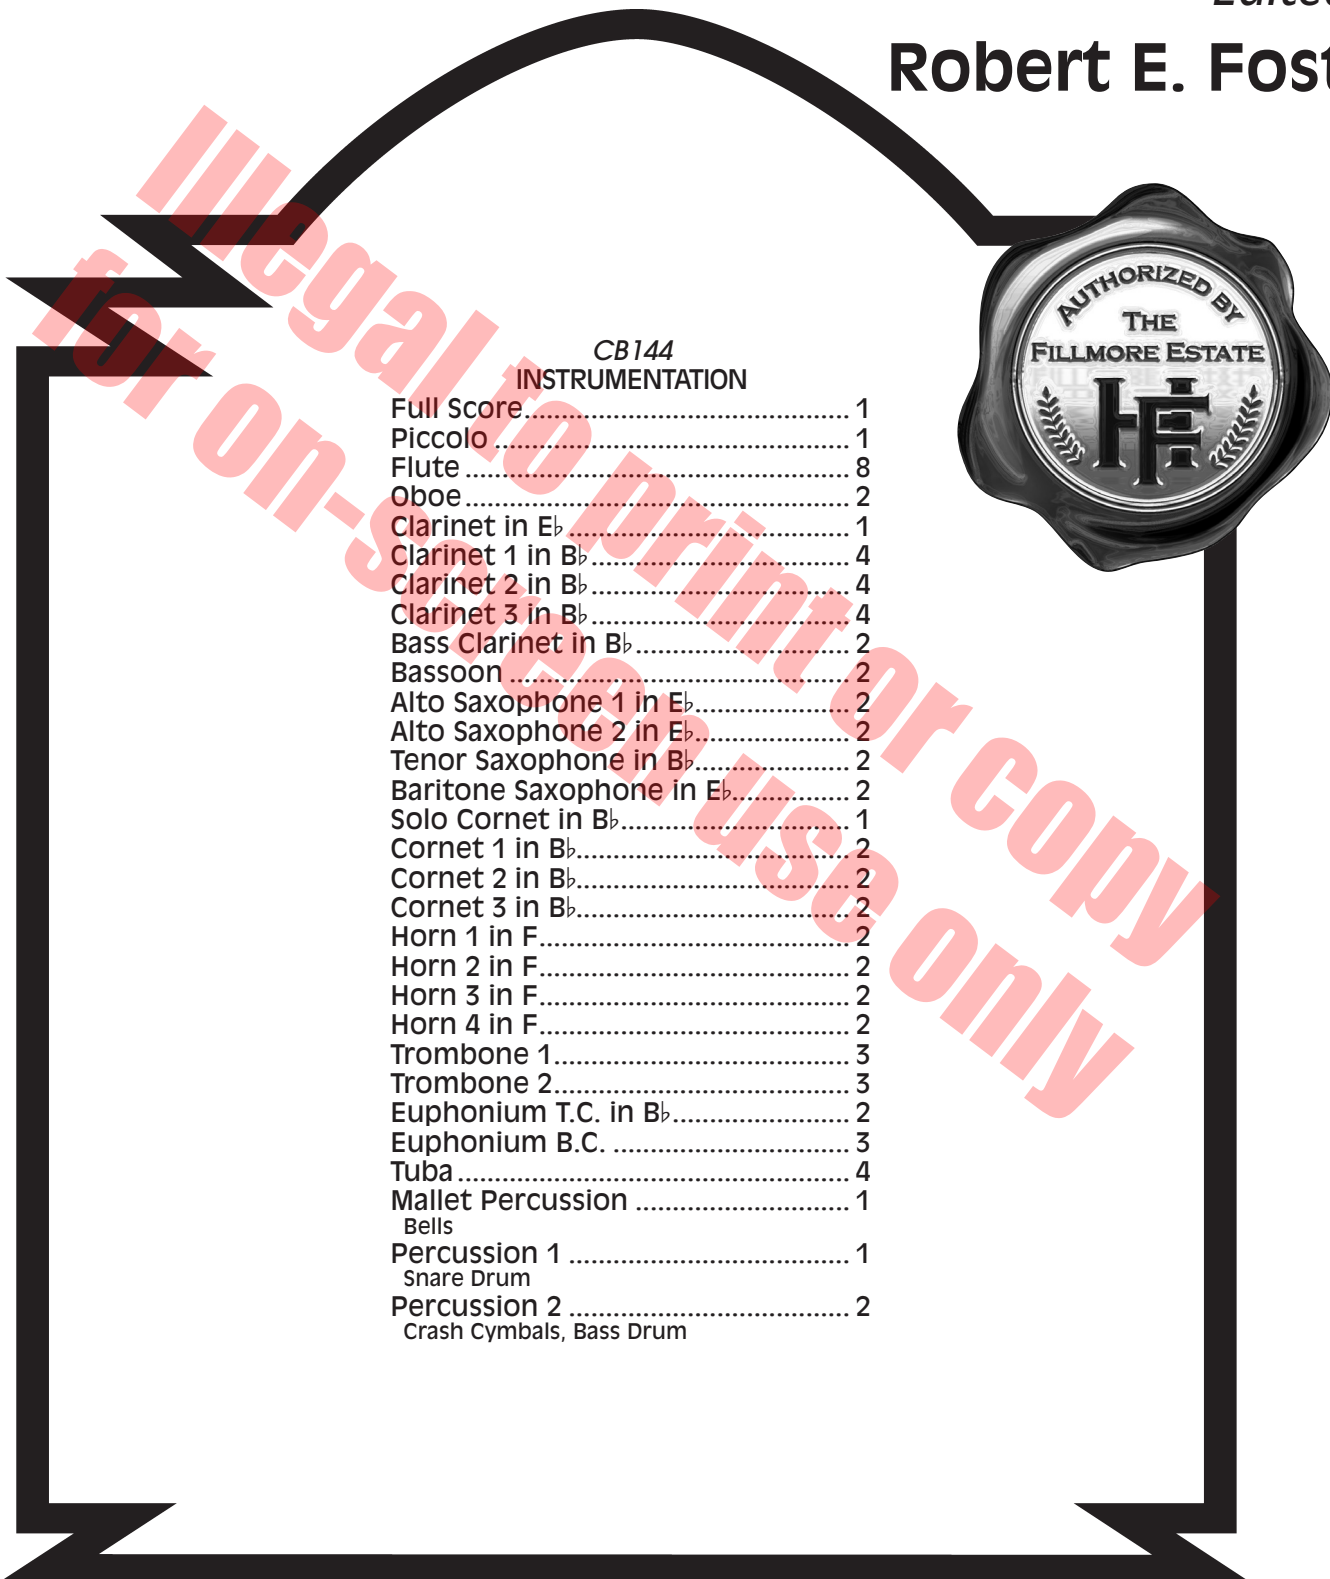 Robert E. Fost
AUTHORIZED BY
THE
FILLMORE ESTATE
HF
Illegal to print or copy
for on-screen use only
CB144
INSTRUMENTATION
Full Score........................................... 1
Piccolo ............................................... 1
Flute ................................................... 8
Oboe................................................... 2
Clarinet in E♭ ..................................... 1
Clarinet 1 in B♭.................................. 4
Clarinet 2 in B♭.................................. 4
Clarinet 3 in B♭.................................. 4
Bass Clarinet in B♭............................ 2
Bassoon ............................................. 2
Alto Saxophone 1 in E♭.................... 2
Alto Saxophone 2 in E♭.................... 2
Tenor Saxophone in B♭.................... 2
Baritone Saxophone in E♭............... 2
Solo Cornet in B♭.............................. 1
Cornet 1 in B♭.................................... 2
Cornet 2 in B♭.................................... 2
Cornet 3 in B♭.................................... 2
Horn 1 in F......................................... 2
Horn 2 in F......................................... 2
Horn 3 in F......................................... 2
Horn 4 in F......................................... 2
Trombone 1....................................... 3
Trombone 2....................................... 3
Euphonium T.C. in B♭....................... 2
Euphonium B.C. ............................... 3
Tuba.................................................... 4
Mallet Percussion ............................ 1
Bells
Percussion 1 ..................................... 1
Snare Drum
Percussion 2 ..................................... 2
Crash Cymbals, Bass Drum